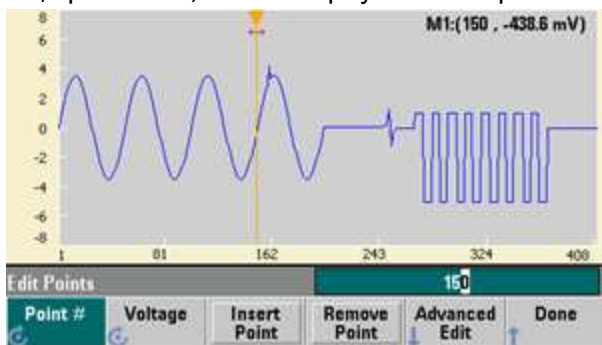 M1:(150 , -438.6 mV)
8
6
4
2
0
-2
-4
-6
-8
1 81 162 243 324 408
Edit Points 150
Point # Voltage Insert Point Remove Point Advanced Edit Done